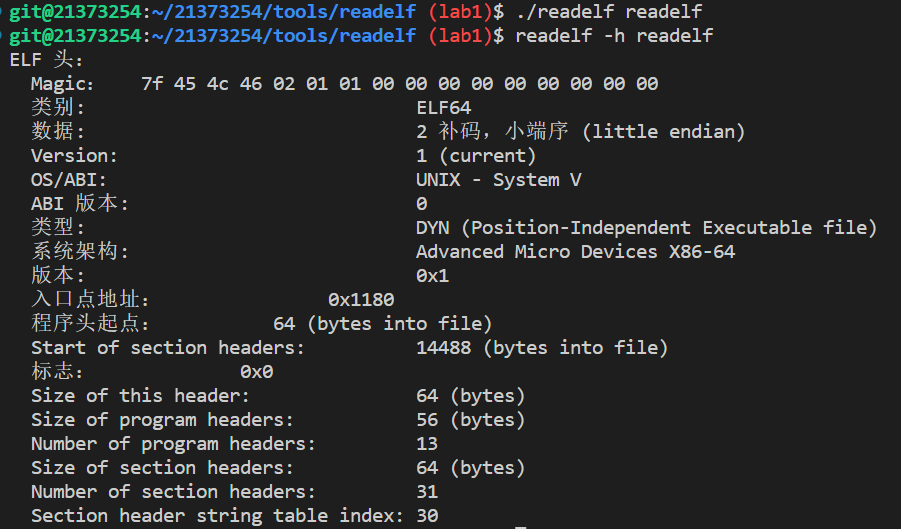 git@21373254:~/21373254/tools/readelf (lab1)$ ./readelf readelf
git@21373254:~/21373254/tools/readelf (lab1)$ readelf -h readelf
ELF 头:
  Magic:   7f 45 4c 46 02 01 01 00 00 00 00 00 00 00 00 00
  类别:                              ELF64
  数据:                              2 补码，小端序 (little endian)
  Version:                           1 (current)
  OS/ABI:                            UNIX - System V
  ABI 版本:                          0
  类型:                              DYN (Position-Independent Executable file)
  系统架构:                          Advanced Micro Devices X86-64
  版本:                              0x1
  入口点地址：               0x1180
  程序头起点：          64 (bytes into file)
  Start of section headers:          14488 (bytes into file)
  标志：             0x0
  Size of this header:               64 (bytes)
  Size of program headers:           56 (bytes)
  Number of program headers:         13
  Size of section headers:           64 (bytes)
  Number of section headers:         31
  Section header string table index: 30